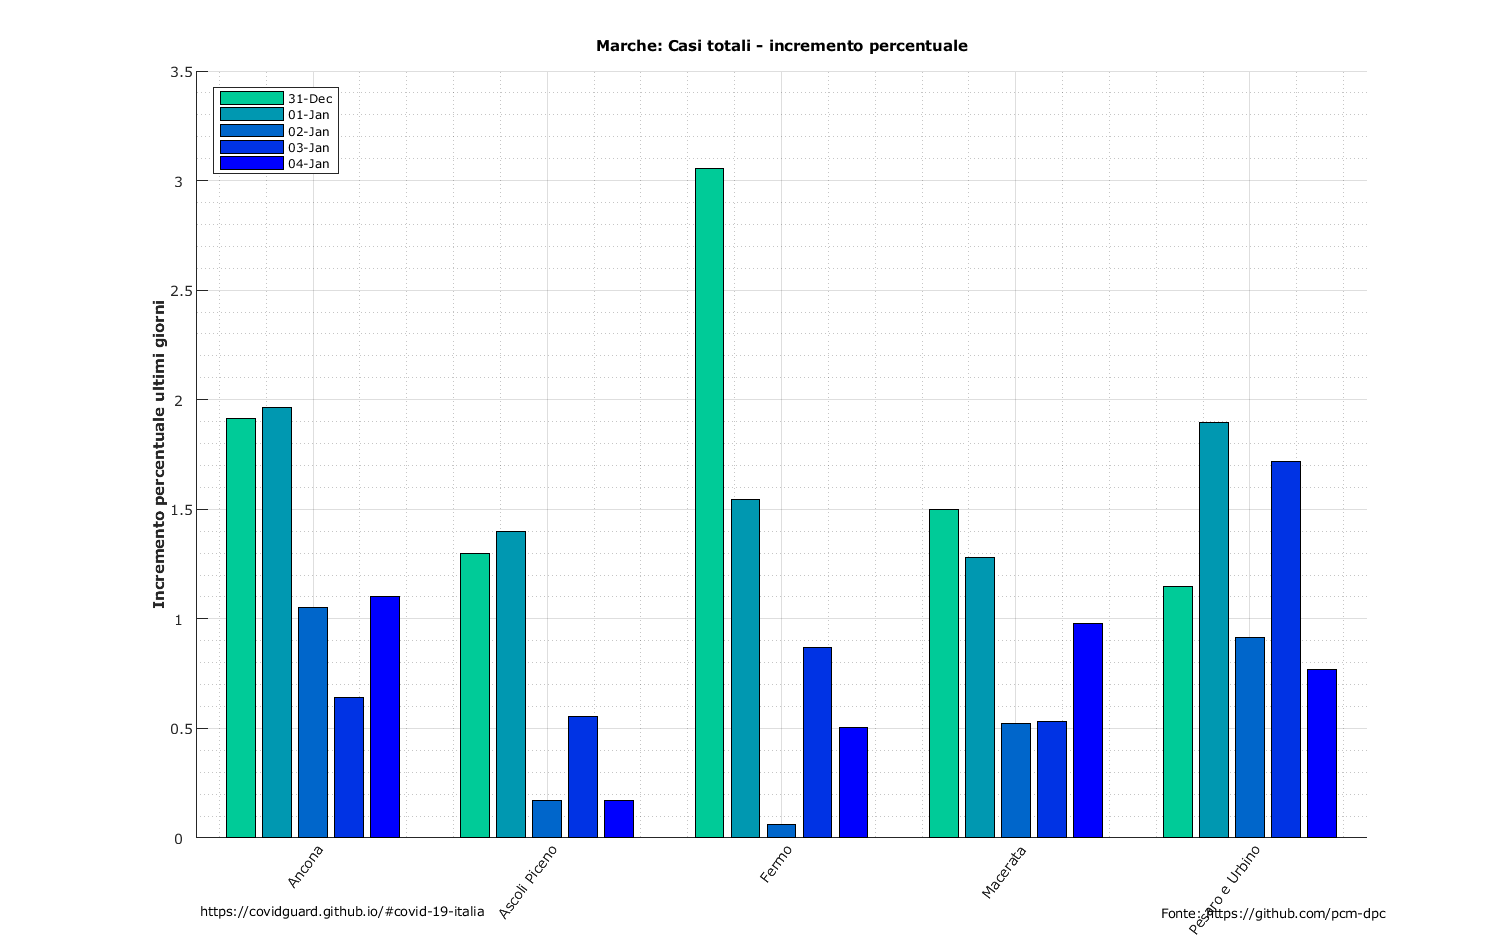 Marche: Casi totali - incremento percentuale
Incremento percentuale ultimi giorni
3.5
3
2.5
2
1.5
1
0.5
0
31-Dec
01-Jan
02-Jan
03-Jan
04-Jan
Ancona
Ascoli Piceno
Fermo
Macerata
Pesaro e Urbino
https://covidguard.github.io/#covid-19-italia
Fonte: https://github.com/pcm-dpc